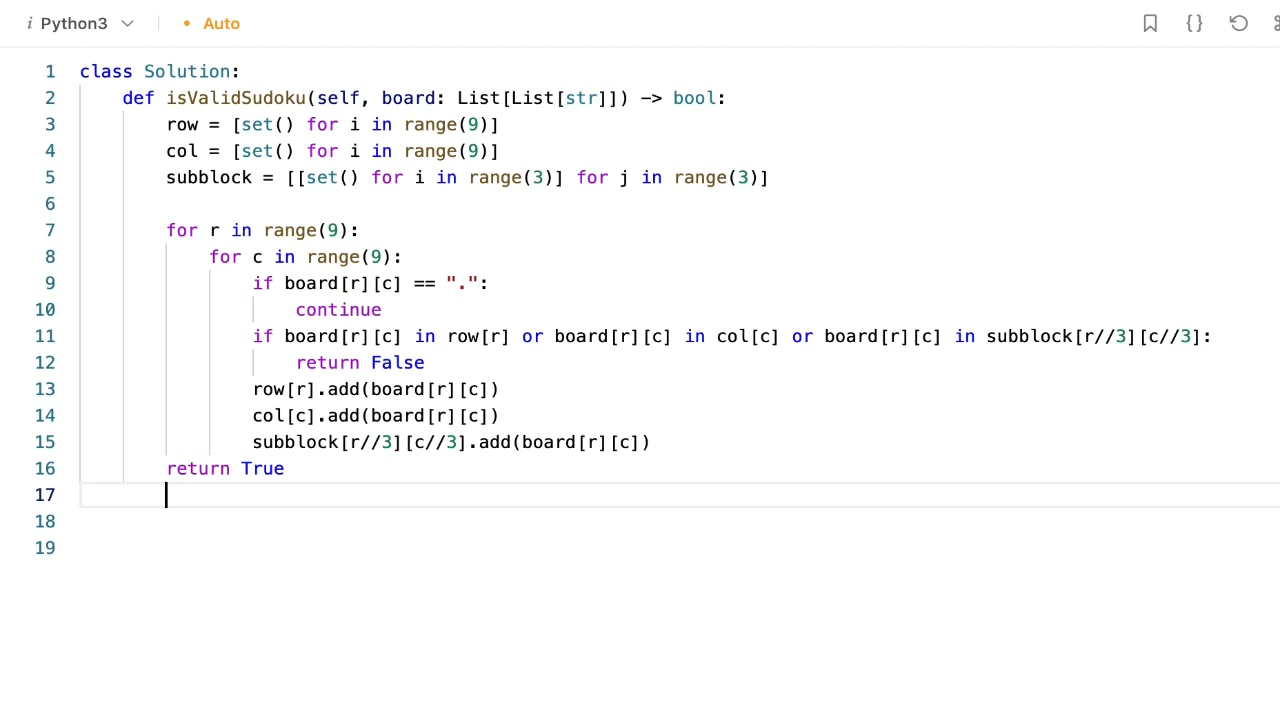 i Python3 • Auto {}
1 class Solution:
2     def isValidSudoku(self, board: List[List[str]]) -> bool:
3         row = [set() for i in range(9)]
4         col = [set() for i in range(9)]
5         subblock = [[set() for i in range(3)] for j in range(3)]
6
7         for r in range(9):
8             for c in range(9):
9                 if board[r][c] == ".":
10                     continue
11                 if board[r][c] in row[r] or board[r][c] in col[c] or board[r][c] in subblock[r//3][c//3]:
12                     return False
13                 row[r].add(board[r][c])
14                 col[c].add(board[r][c])
15                 subblock[r//3][c//3].add(board[r][c])
16         return True
17
18
19